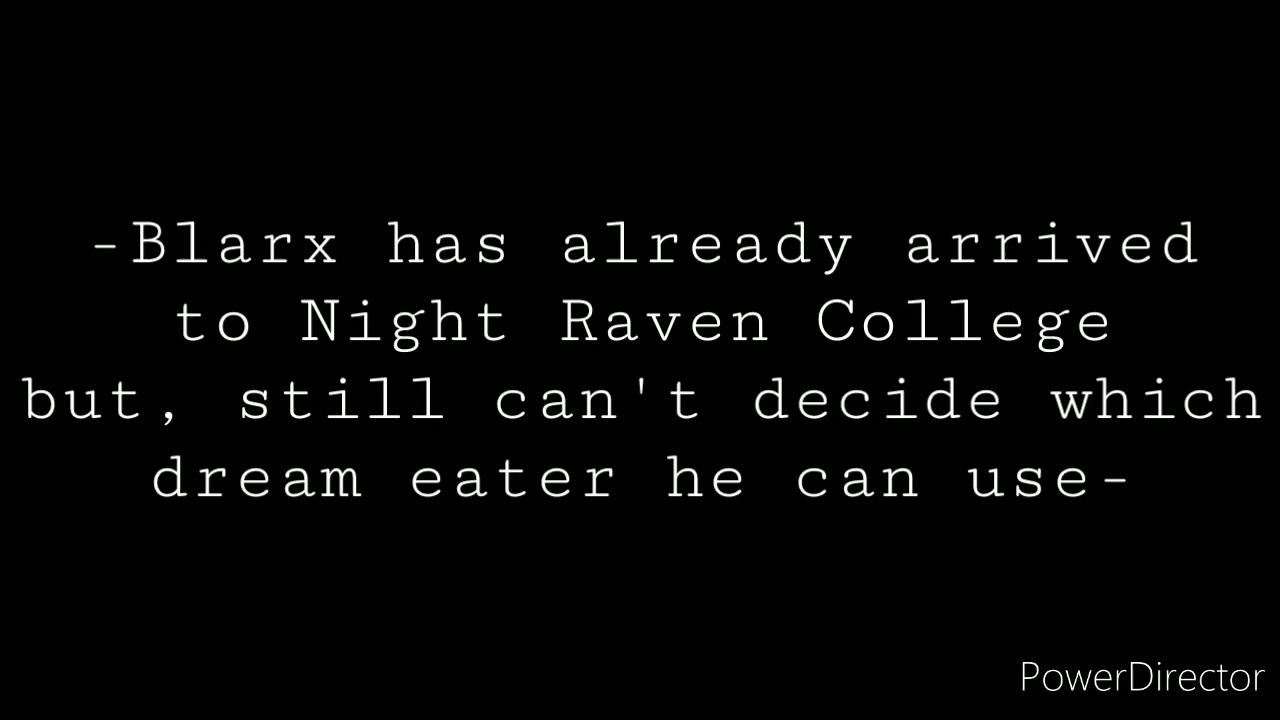 -Blarx has already arrived
to Night Raven College
but, still can't decide which
dream eater he can use-
PowerDirector